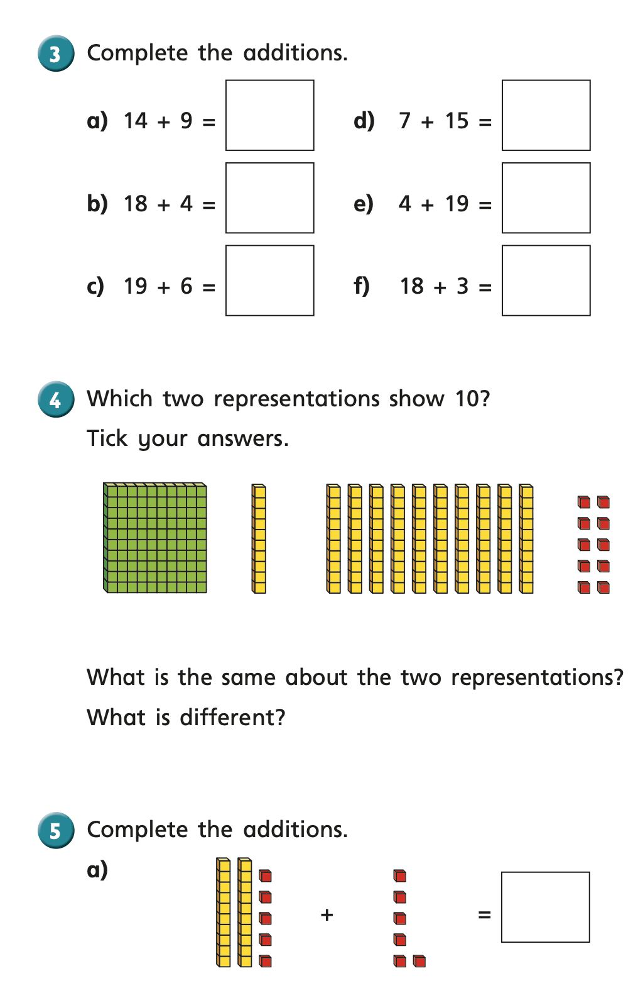 3 Complete the additions.
a) 14 + 9 =
d) 7 + 15 =
b) 18 + 4 =
e) 4 + 19 =
c) 19 + 6 =
f) 18 + 3 =
4 Which two representations show 10?
Tick your answers.
What is the same about the two representations?
What is different?
5 Complete the additions.
a)
+ =